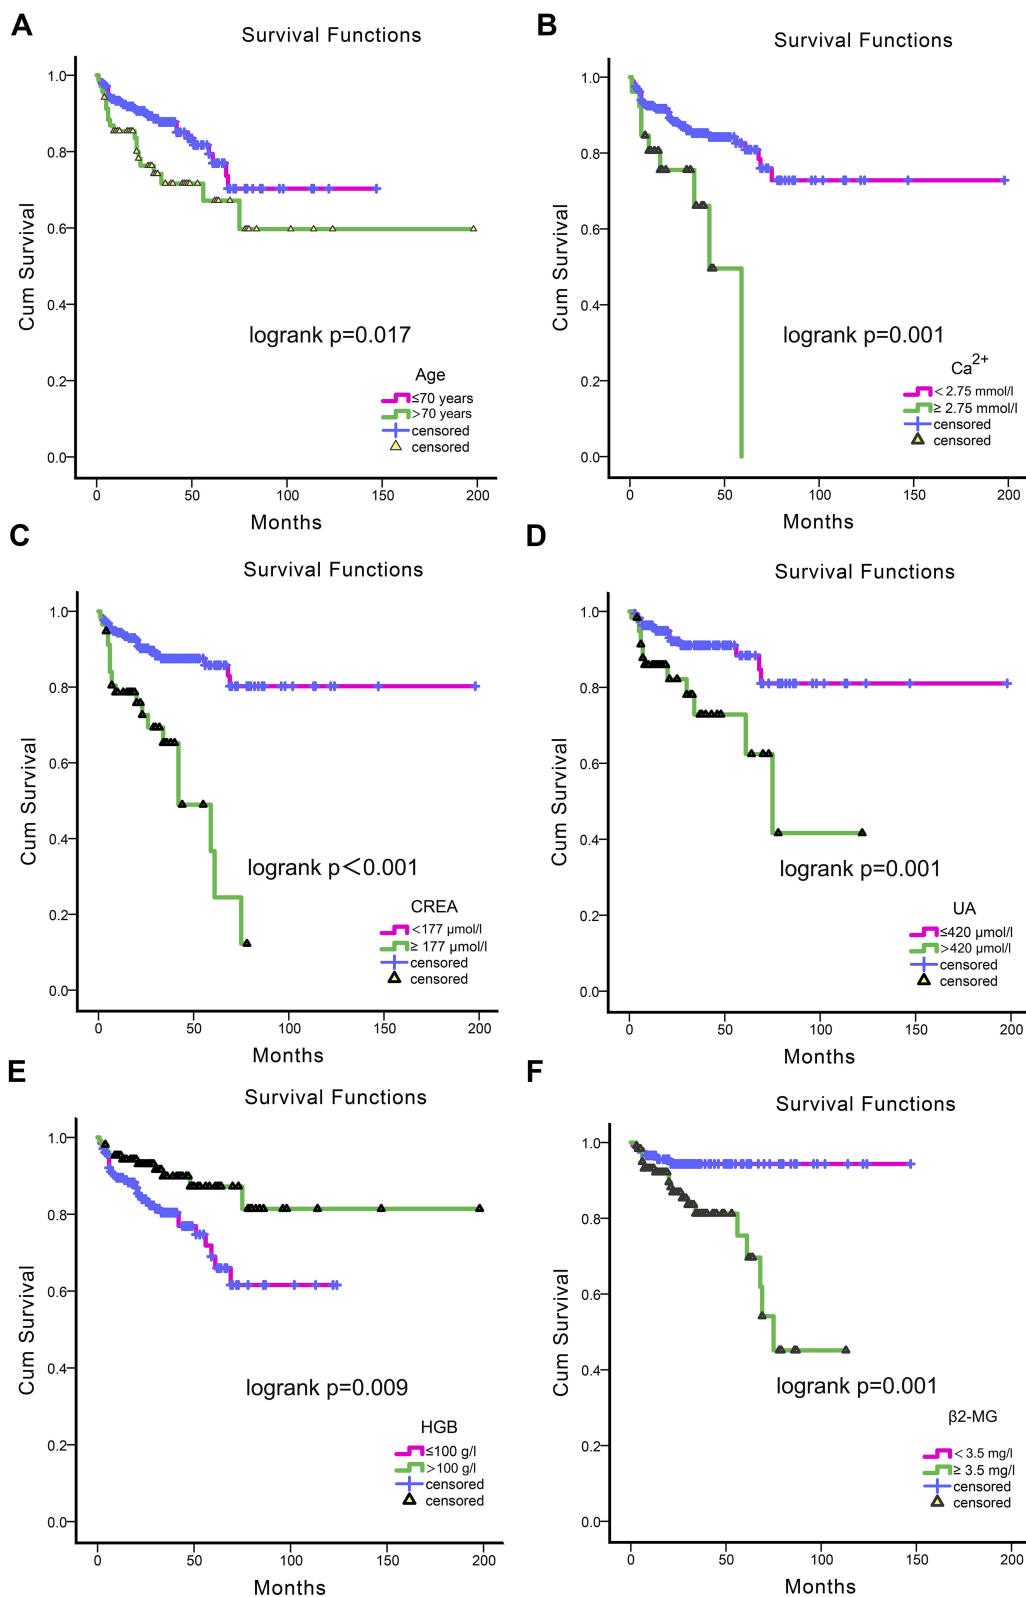 A
Survival Functions
1.0
0.8
0.6
0.4
0.2
0.0
Cum Survival
logrank p=0.017
Age
≤70 years
>70 years
censored
censored
0 50 100 150 200
Months
B
Survival Functions
1.0
0.8
0.6
0.4
0.2
0.0
Cum Survival
logrank p=0.001
Ca2+
< 2.75 mmol/l
≥ 2.75 mmol/l
censored
censored
0 50 100 150 200
Months
C
Survival Functions
1.0
0.8
0.6
0.4
0.2
0.0
Cum Survival
logrank p<0.001
CREA
<177 μmol/l
≥ 177 μmol/l
censored
censored
0 50 100 150 200
Months
D
Survival Functions
1.0
0.8
0.6
0.4
0.2
0.0
Cum Survival
logrank p=0.001
UA
≤420 μmol/l
>420 μmol/l
censored
censored
0 50 100 150 200
Months
E
Survival Functions
1.0
0.8
0.6
0.4
0.2
0.0
Cum Survival
logrank p=0.009
HGB
≤100 g/l
>100 g/l
censored
censored
0 50 100 150 200
Months
F
Survival Functions
1.0
0.8
0.6
0.4
0.2
0.0
Cum Survival
logrank p=0.001
β2-MG
< 3.5 mg/l
≥ 3.5 mg/l
censored
censored
0 50 100 150 200
Months